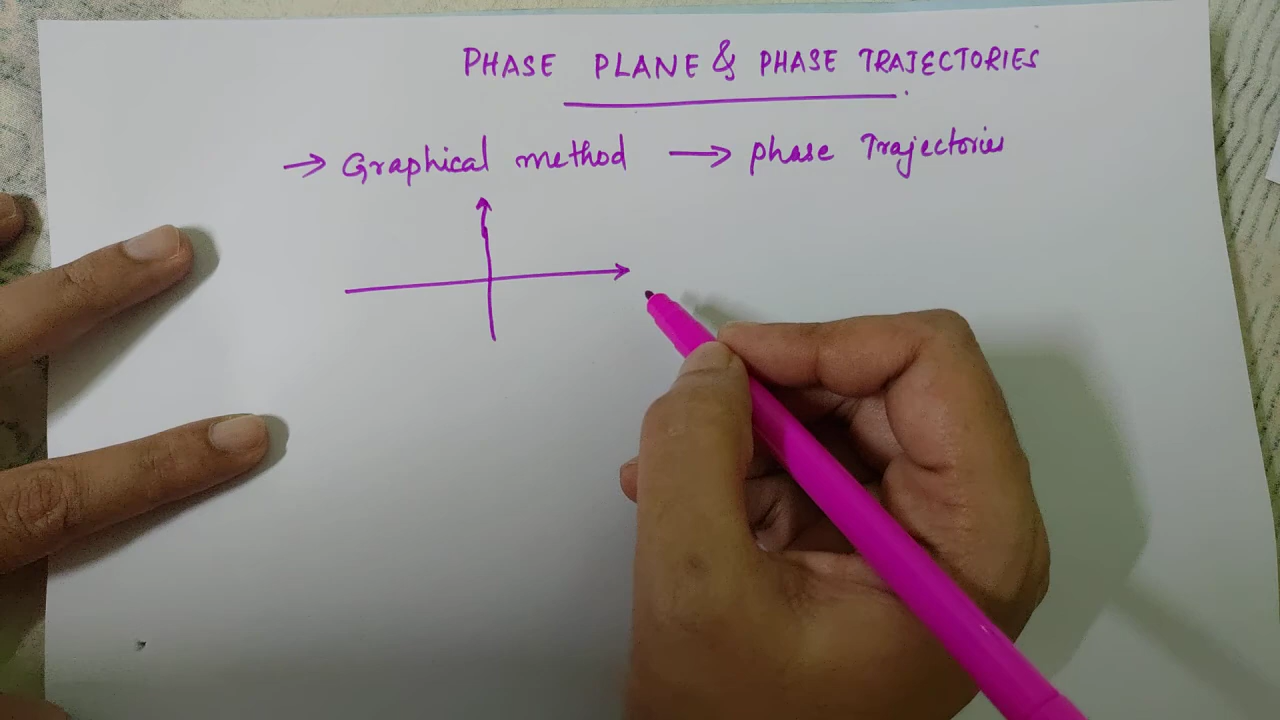 PHASE PLANE & PHASE TRAJECTORIES
→ Graphical method → phase Trajectories